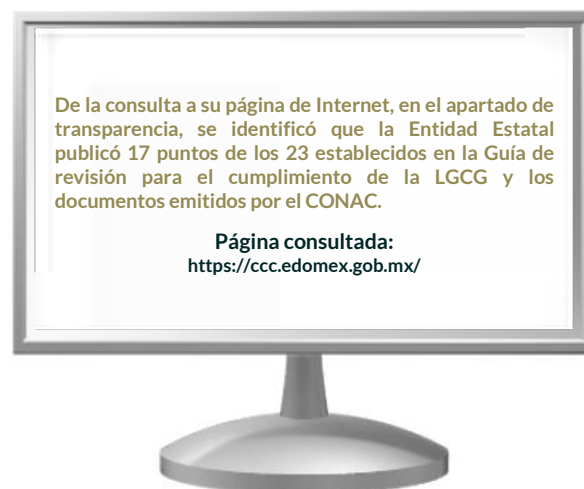 De la consulta a su página de Internet, en el apartado de
transparencia, se identificó que la Entidad Estatal
publicó 17 puntos de los 23 establecidos en la Guía de
revisión para el cumplimiento de la LGCG y los
documentos emitidos por el CONAC.
Página consultada:
https://ccc.edomex.gob.mx/